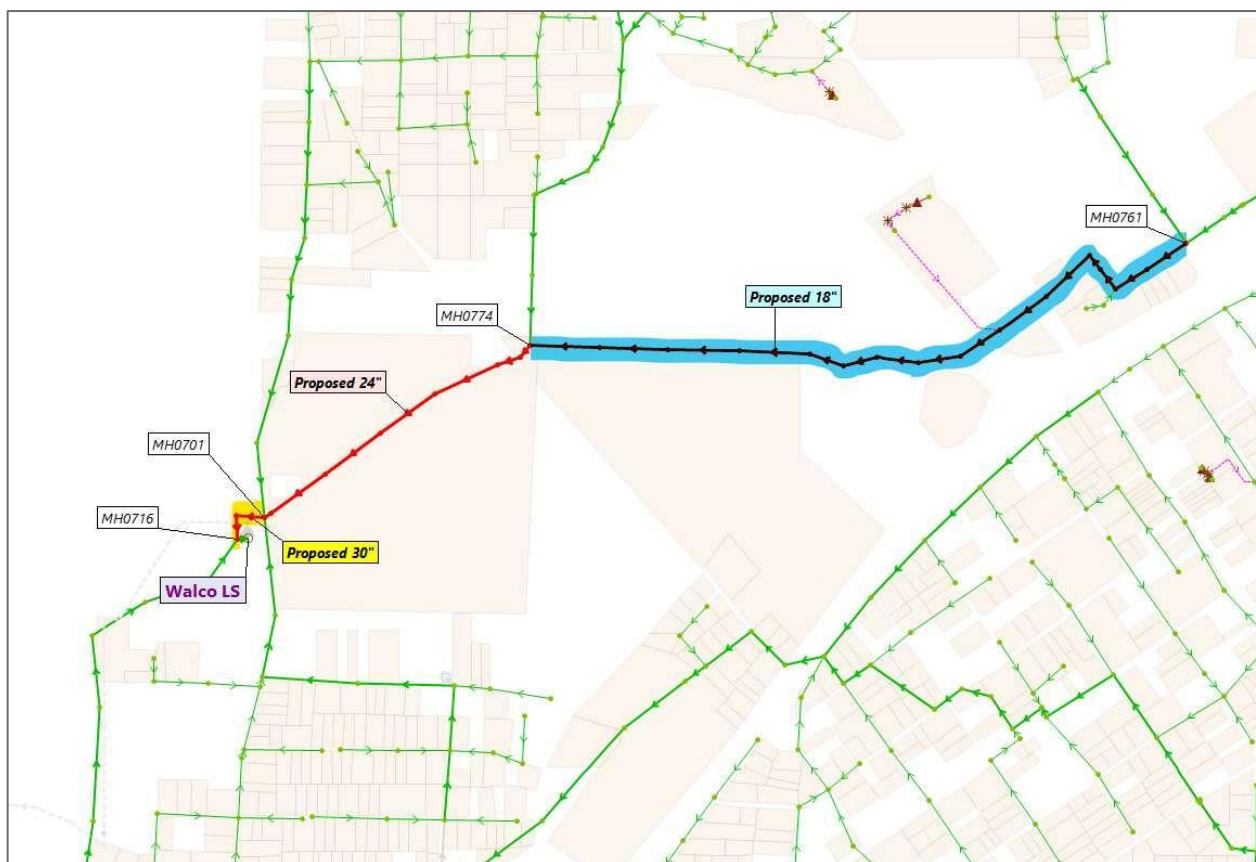 MH0761
Proposed 18"
MH0774
Proposed 24"
MH0701
MH0716
Proposed 30"
Walco LS